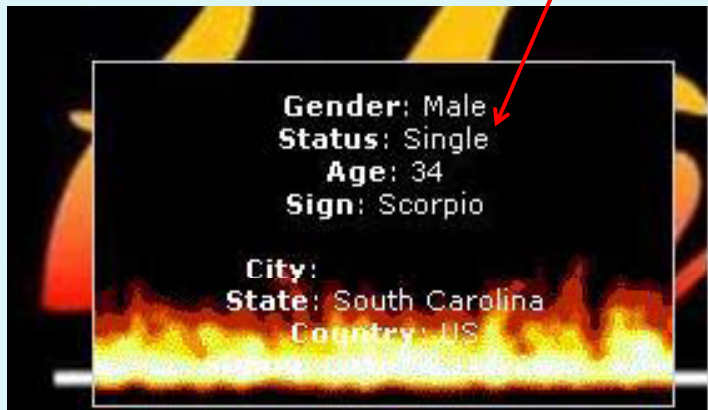 Gender: Male
Status: Single
Age: 34
Sign: Scorpio
City:
State: South Carolina
Country: US